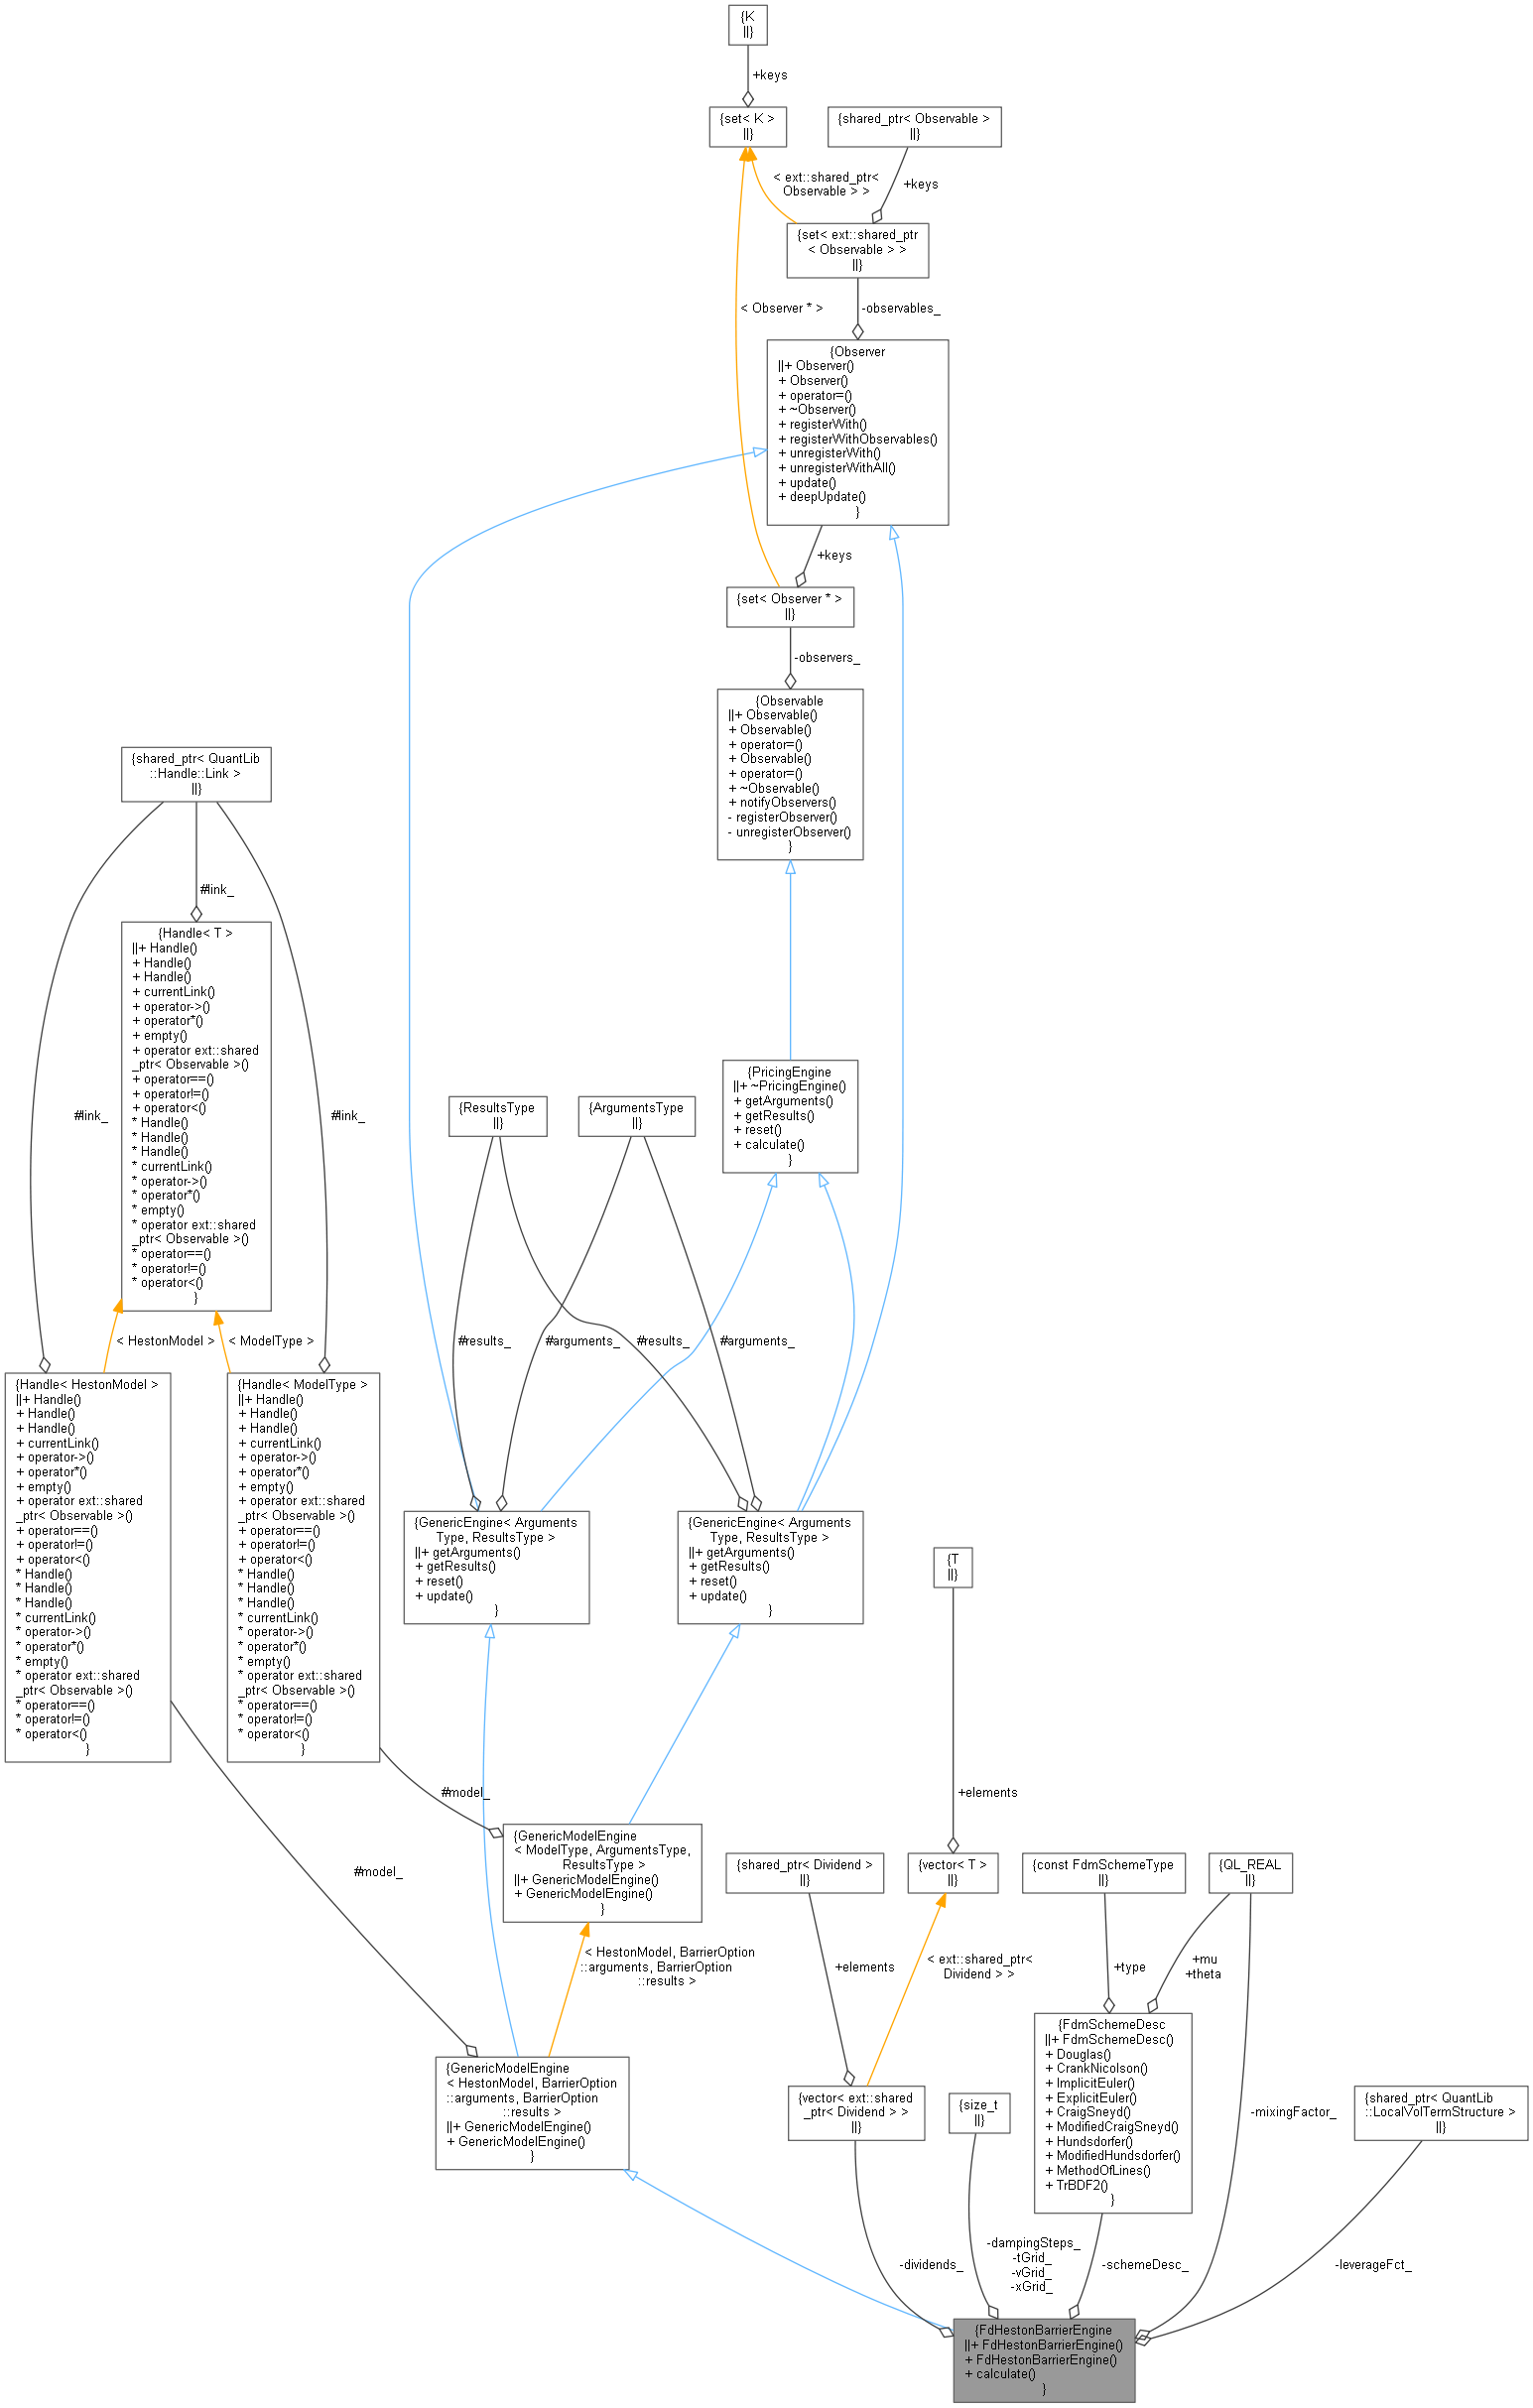 {K
||}
+keys
{set< K >
||}
{shared_ptr< Observable >
||}
< ext::shared_ptr<
Observable > >
+keys
{set< ext::shared_ptr
< Observable > >
||}
< Observer * >
-observables_
{Observer
||+ Observer()
+ Observer()
+ operator=()
+ ~Observer()
+ registerWith()
+ registerWithObservables()
+ unregisterWith()
+ unregisterWithAll()
+ update()
+ deepUpdate()
}
+keys
{set< Observer * >
||}
-observers_
{Observable
||+ Observable()
+ Observable()
+ operator=()
+ Observable()
+ operator=()
+ ~Observable()
+ notifyObservers()
- registerObserver()
- unregisterObserver()
}
{shared_ptr< QuantLib
::Handle::Link >
||}
#link_
{Handle< T >
||+ Handle()
+ Handle()
+ Handle()
+ currentLink()
+ operator->()
+ operator*()
+ empty()
+ operator ext::shared
_ptr< Observable >()
+ operator==()
+ operator!=()
+ operator<()
* Handle()
* Handle()
* Handle()
* currentLink()
* operator->()
* operator*()
* empty()
* operator ext::shared
_ptr< Observable >()
* operator==()
* operator!=()
* operator<()
}
#link_
#link_
{PricingEngine
||+ ~PricingEngine()
+ getArguments()
+ getResults()
+ reset()
+ calculate()
}
{ResultsType
||}
{ArgumentsType
||}
< HestonModel >
< ModelType >
#results_
#arguments_
#results_
#arguments_
{Handle< HestonModel >
||+ Handle()
+ Handle()
+ Handle()
+ currentLink()
+ operator->()
+ operator*()
+ empty()
+ operator ext::shared
_ptr< Observable >()
+ operator==()
+ operator!=()
+ operator<()
* Handle()
* Handle()
* Handle()
* currentLink()
* operator->()
* operator*()
* empty()
* operator ext::shared
_ptr< Observable >()
* operator==()
* operator!=()
* operator<()
}
{Handle< ModelType >
||+ Handle()
+ Handle()
+ Handle()
+ currentLink()
+ operator->()
+ operator*()
+ empty()
+ operator ext::shared
_ptr< Observable >()
+ operator==()
+ operator!=()
+ operator<()
* Handle()
* Handle()
* Handle()
* currentLink()
* operator->()
* operator*()
* empty()
* operator ext::shared
_ptr< Observable >()
* operator==()
* operator!=()
* operator<()
}
{GenericEngine< Arguments
Type, ResultsType >
||+ getArguments()
+ getResults()
+ reset()
+ update()
}
{GenericEngine< Arguments
Type, ResultsType >
||+ getArguments()
+ getResults()
+ reset()
+ update()
}
{T
||}
#model_
+elements
#model_
{GenericModelEngine
< ModelType, ArgumentsType,
ResultsType >
||+ GenericModelEngine()
+ GenericModelEngine()
}
{shared_ptr< Dividend >
||}
{vector< T >
||}
{const FdmSchemeType
||}
{QL_REAL
||}
< HestonModel, BarrierOption
::arguments, BarrierOption
::results >
+elements
< ext::shared_ptr<
Dividend > >
+type
+mu
+theta
{GenericModelEngine
< HestonModel, BarrierOption
::arguments, BarrierOption
::results >
||+ GenericModelEngine()
+ GenericModelEngine()
}
{vector< ext::shared
_ptr< Dividend > >
||}
{size_t
||}
{FdmSchemeDesc
||+ FdmSchemeDesc()
+ Douglas()
+ CrankNicolson()
+ ImplicitEuler()
+ ExplicitEuler()
+ CraigSneyd()
+ ModifiedCraigSneyd()
+ Hundsdorfer()
+ ModifiedHundsdorfer()
+ MethodOfLines()
+ TrBDF2()
}
-mixingFactor_
{shared_ptr< QuantLib
::LocalVolTermStructure >
||}
-dividends_
-dampingSteps_
-tGrid_
-vGrid_
-xGrid_
-schemeDesc_
-leverageFct_
{FdHestonBarrierEngine
||+ FdHestonBarrierEngine()
+ FdHestonBarrierEngine()
+ calculate()
}